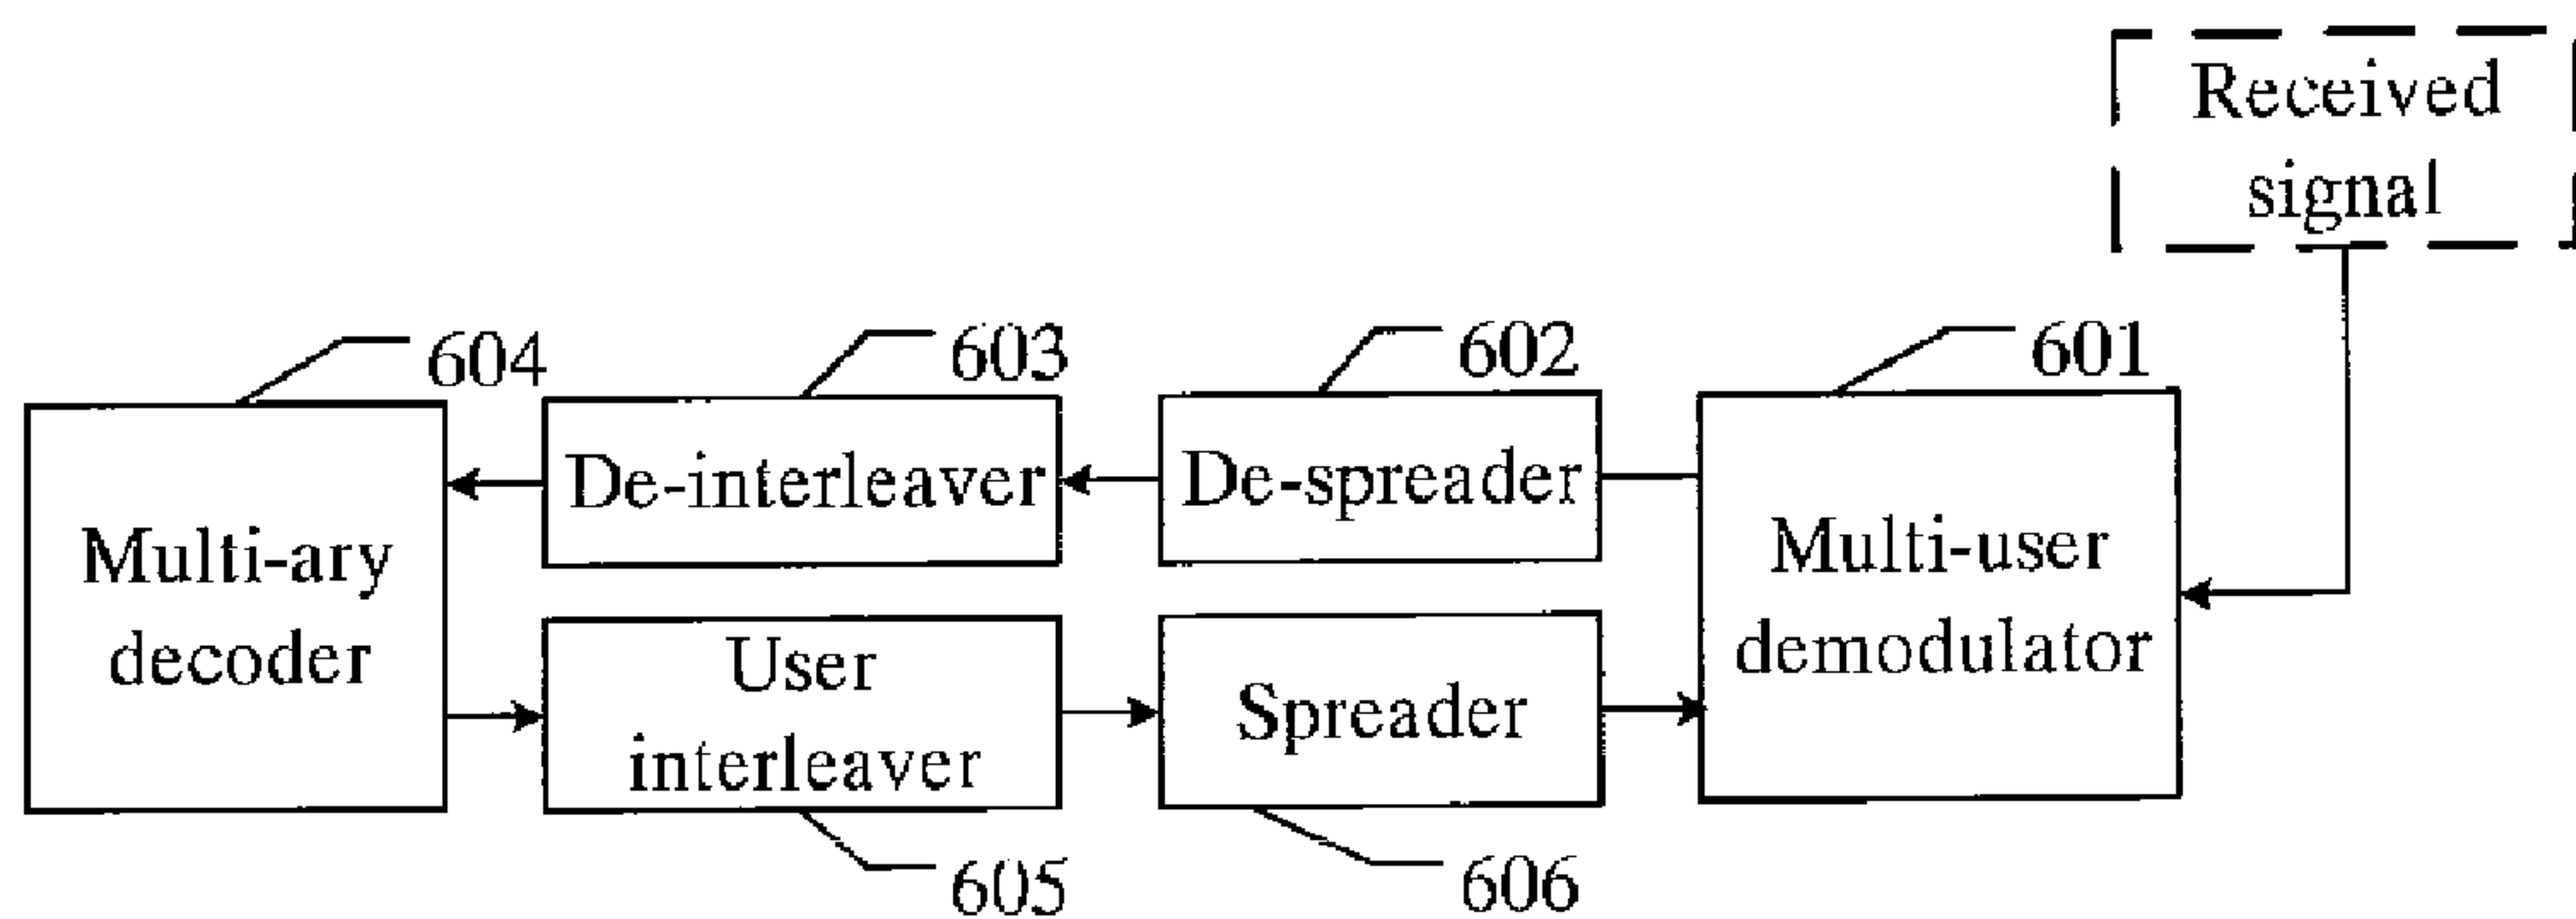 Received
signal
604
603
602
601
Multi-ary
decoder
De-interleaver
De-spreader
Multi-user
demodulator
User
interleaver
Spreader
605
606